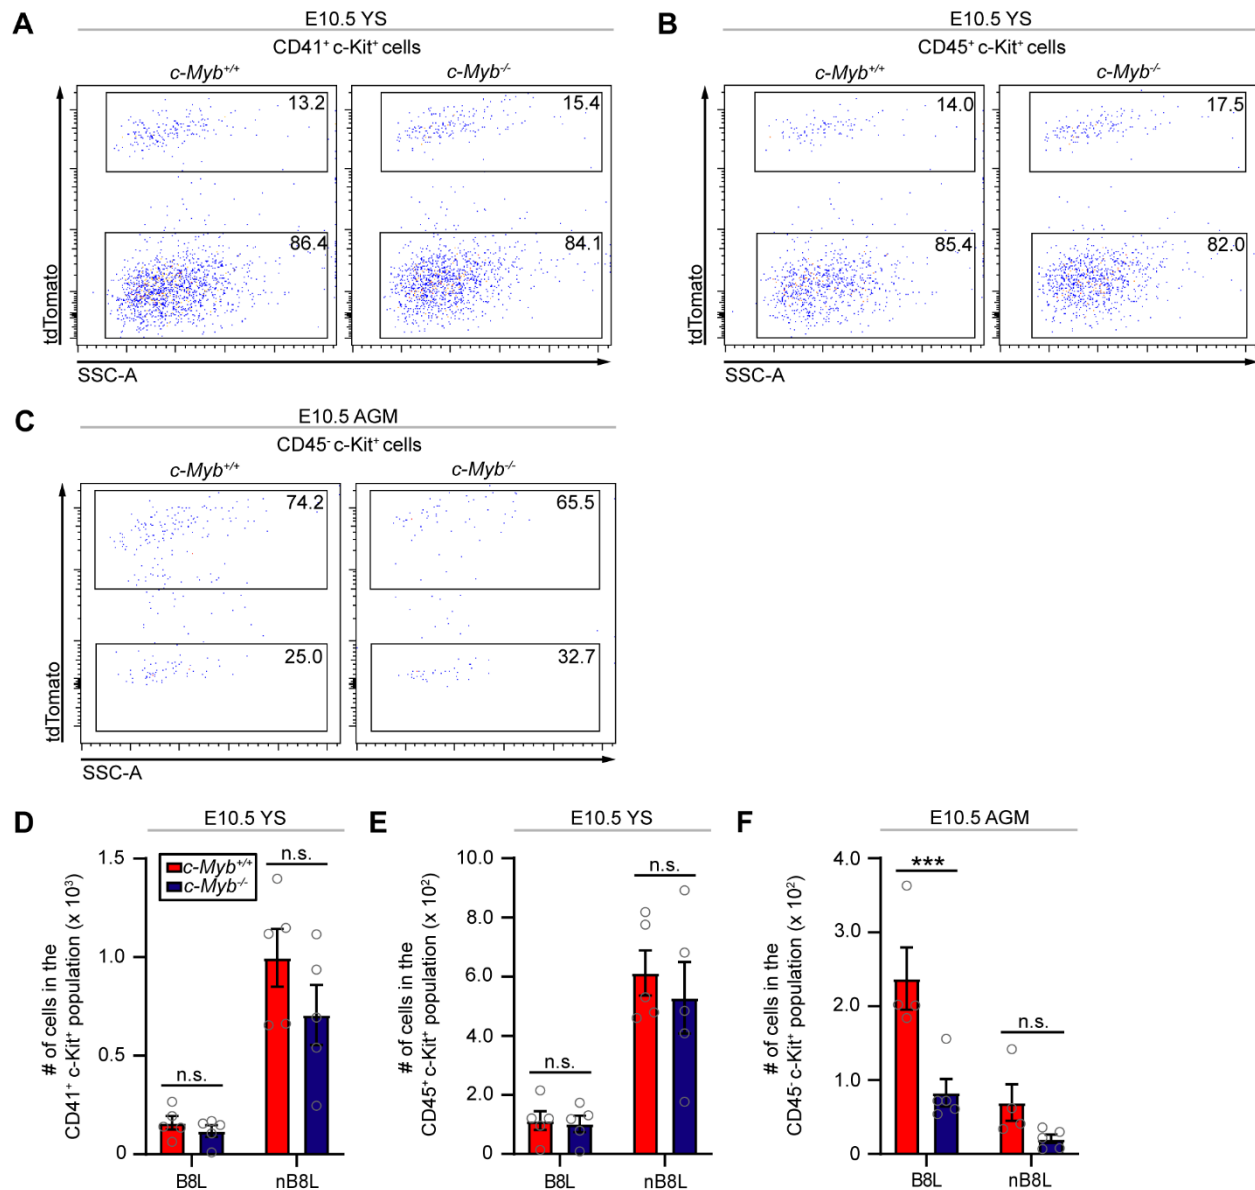 A
E10.5 YS
CD41⁺ c-Kit⁺ cells
c-Myb⁺/⁺
c-Myb⁻/⁻
13.2
15.4
86.4
84.1
tdTomato
SSC-A
B
E10.5 YS
CD45⁺ c-Kit⁺ cells
c-Myb⁺/⁺
c-Myb⁻/⁻
14.0
17.5
85.4
82.0
tdTomato
SSC-A
C
E10.5 AGM
CD45⁻ c-Kit⁺ cells
c-Myb⁺/⁺
c-Myb⁻/⁻
74.2
65.5
25.0
32.7
tdTomato
SSC-A
D
E10.5 YS
# of cells in the
CD41⁺ c-Kit⁺ population (x 10³)
1.5
1.0
0.5
0
c-Myb⁺/⁺
c-Myb⁻/⁻
n.s.
n.s.
B8L
nB8L
E
E10.5 YS
# of cells in the
CD45⁺ c-Kit⁺ population (x 10²)
10.0
8.0
6.0
4.0
2.0
0
n.s.
n.s.
B8L
nB8L
F
E10.5 AGM
# of cells in the
CD45⁻ c-Kit⁺ population (x 10²)
4.0
3.0
2.0
1.0
0
***
n.s.
B8L
nB8L